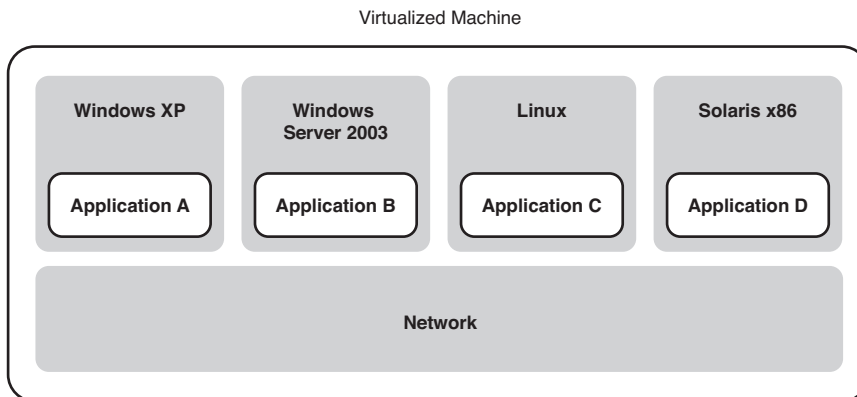 Virtualized Machine
Windows XP
Windows
Server 2003
Linux
Solaris x86
Application A
Application B
Application C
Application D
Network